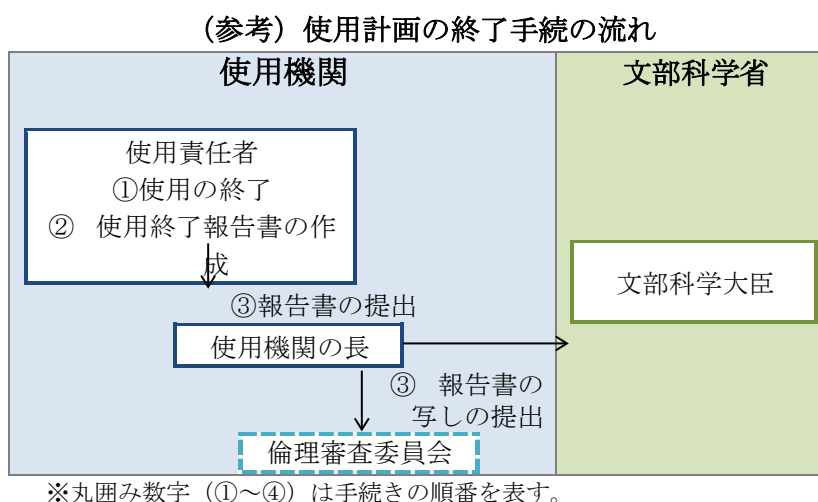 （参考）使用計画の終了手続の流れ
使用機関
文部科学省
使用責任者
①使用の終了
② 使用終了報告書の作
成
文部科学大臣
③報告書の提出
使用機関の長
③ 報告書の
写しの提出
倫理審査委員会
※丸囲み数字（①～④）は手続きの順番を表す。